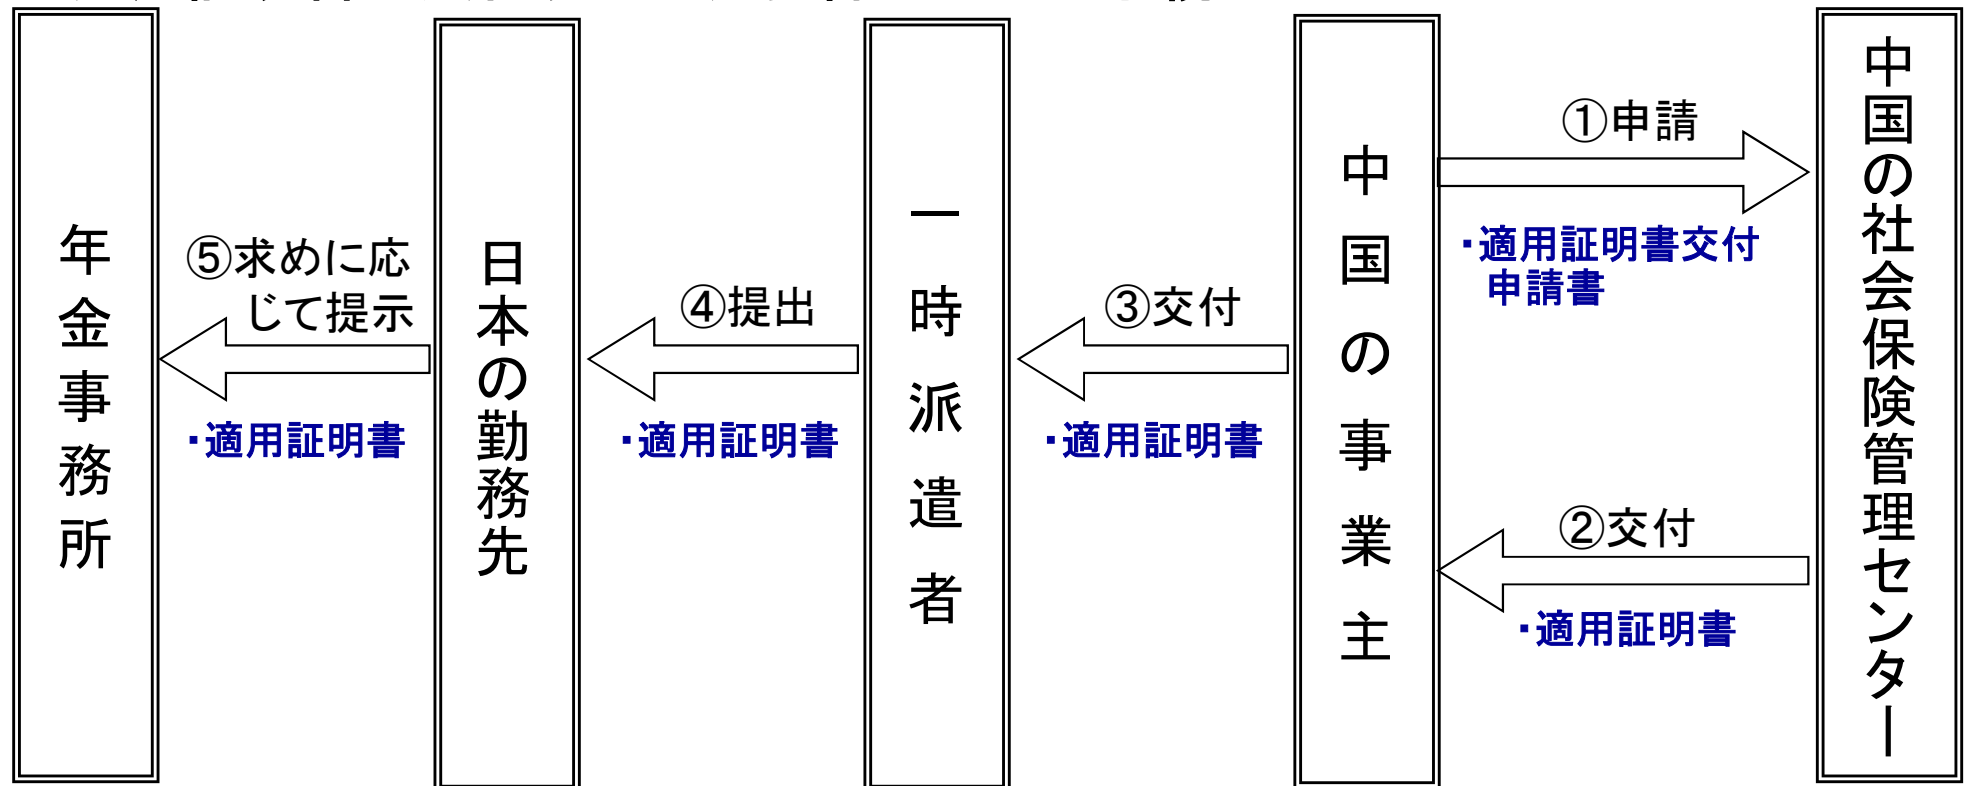 年金事務所
⑤求めに応
じて提示
・適用証明書
日本の勤務先
④提出
・適用証明書
一時派遣者
③交付
・適用証明書
中国の事業主
①申請
・適用証明書交付
申請書
②交付
・適用証明書
中国の社会保険管理センター